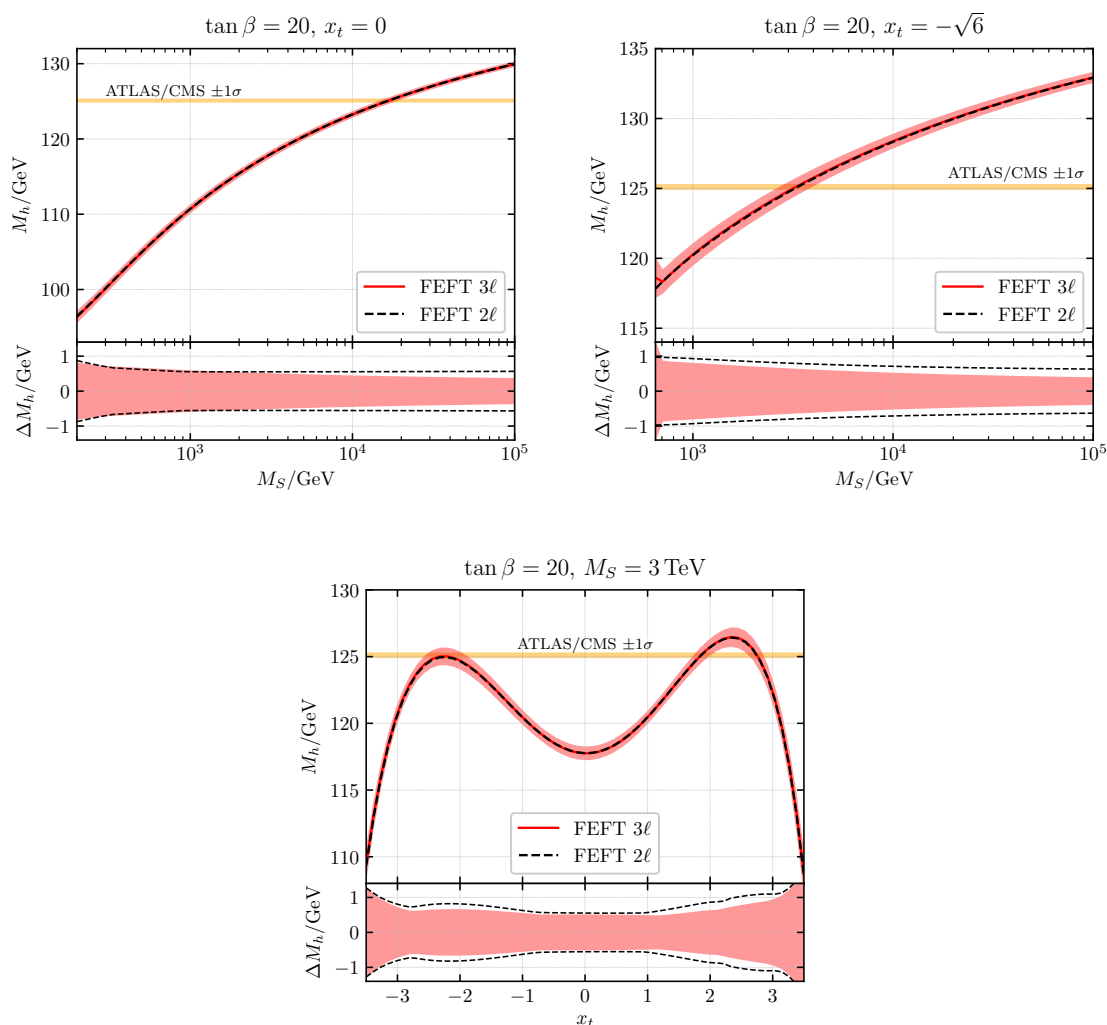 tan β = 20, x_t = 0
130
120
110
100
M_h/GeV
ATLAS/CMS ±1σ
FEFT 3ℓ
FEFT 2ℓ
1
0
−1
ΔM_h/GeV
10^3
10^4
10^5
M_S/GeV
tan β = 20, x_t = −√6
135
130
125
120
115
M_h/GeV
ATLAS/CMS ±1σ
FEFT 3ℓ
FEFT 2ℓ
1
0
−1
ΔM_h/GeV
10^3
10^4
10^5
M_S/GeV
tan β = 20, M_S = 3 TeV
130
125
120
115
110
M_h/GeV
ATLAS/CMS ±1σ
FEFT 3ℓ
FEFT 2ℓ
1
0
−1
ΔM_h/GeV
−3 −2 −1 0 1 2 3
x_t